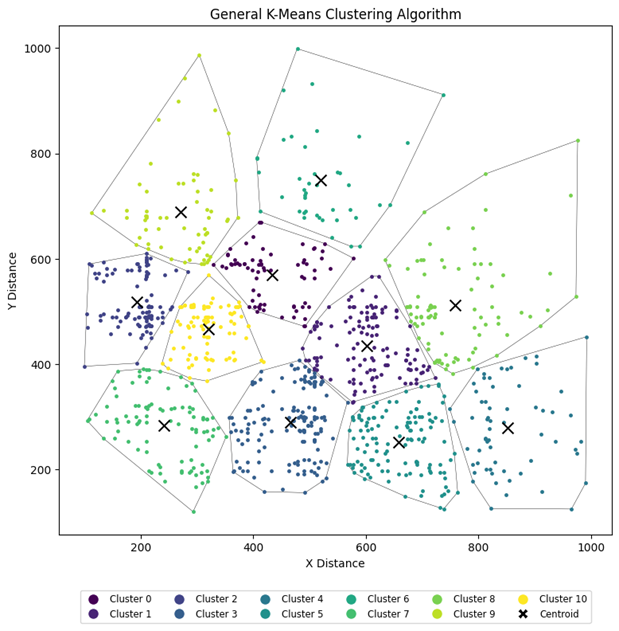 General K-Means Clustering Algorithm
1000
800
600
400
200
Y Distance
200 400 600 800 1000
X Distance
Cluster 0 Cluster 2 Cluster 4 Cluster 6 Cluster 8 Cluster 10
Cluster 1 Cluster 3 Cluster 5 Cluster 7 Cluster 9 Centroid